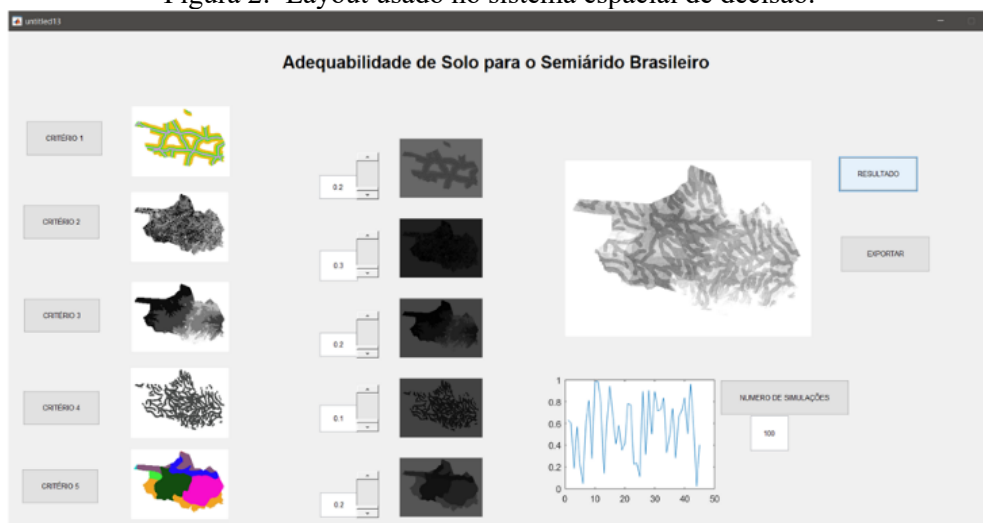 Figura 2: Layout usado no sistema espacial de decisão.
untitled13
Adequabilidade de Solo para o Semiárido Brasileiro
CRITÉRIO 1
0.2
RESULTADO
CRITÉRIO 2
0.3
EXPORTAR
CRITÉRIO 3
0.2
CRITÉRIO 4
0.1
NUMERO DE SIMULAÇÕES
100
1
0.8
0.6
0.4
0.2
0
0 10 20 30 40 50
CRITÉRIO 5
0.2